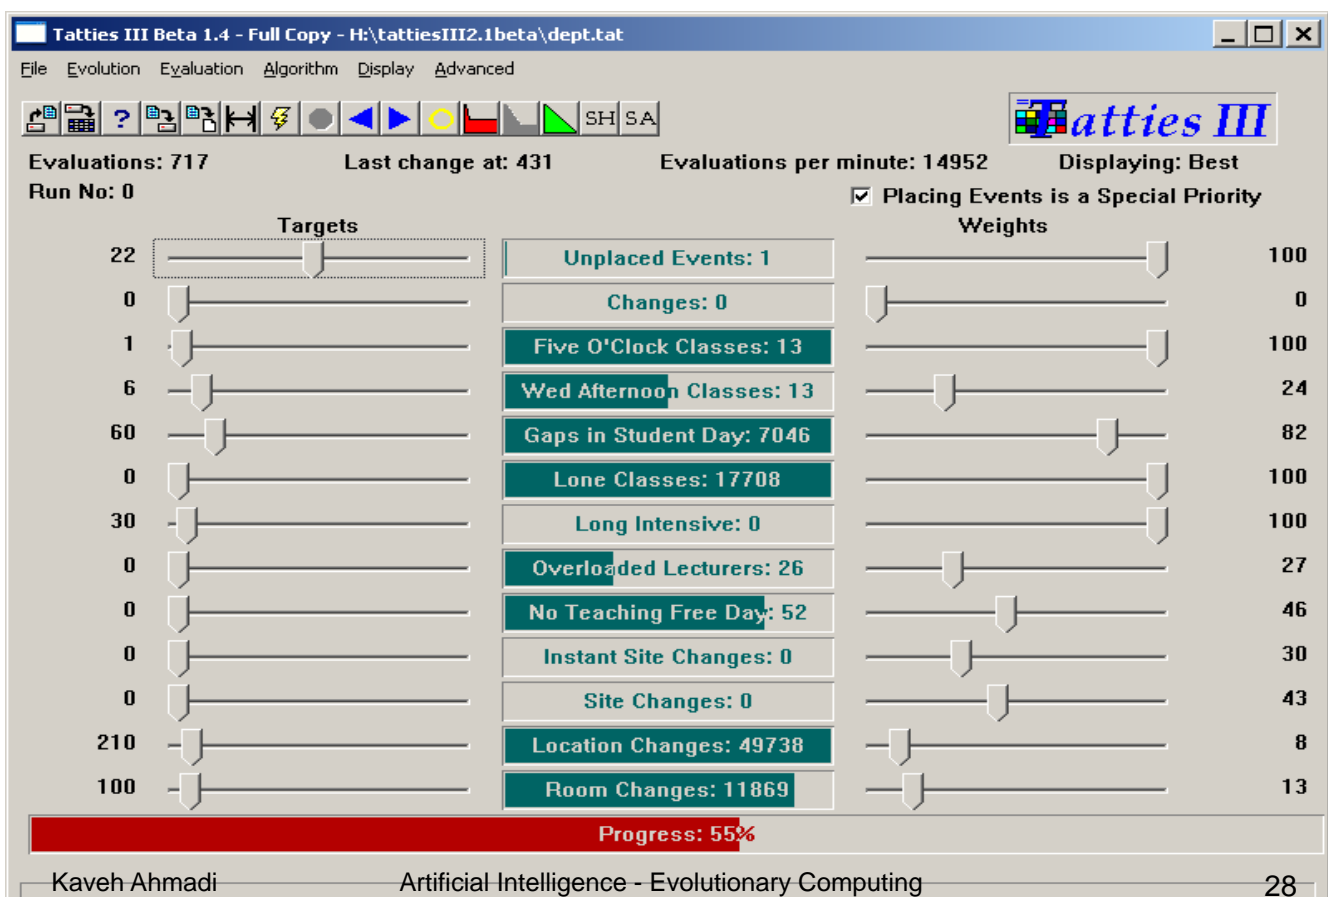 Tatties III Beta 1.4 - Full Copy - H:\tattiesIII2.1beta\dept.tat
File Evolution Evaluation Algorithm Display Advanced
? SH SA Tatties III
Evaluations: 717 Last change at: 431 Evaluations per minute: 14952 Displaying: Best
Run No: 0 Placing Events is a Special Priority
Targets Weights
22 Unplaced Events: 1 100
0 Changes: 0 0
1 Five O'Clock Classes: 13 100
6 Wed Afternoon Classes: 13 24
60 Gaps in Student Day: 7046 82
0 Lone Classes: 17708 100
30 Long Intensive: 0 100
0 Overloaded Lecturers: 26 27
0 No Teaching Free Day: 52 46
0 Instant Site Changes: 0 30
0 Site Changes: 0 43
210 Location Changes: 49738 8
100 Room Changes: 11869 13
Progress: 55%
Kaveh Ahmadi Artificial Intelligence - Evolutionary Computing 28